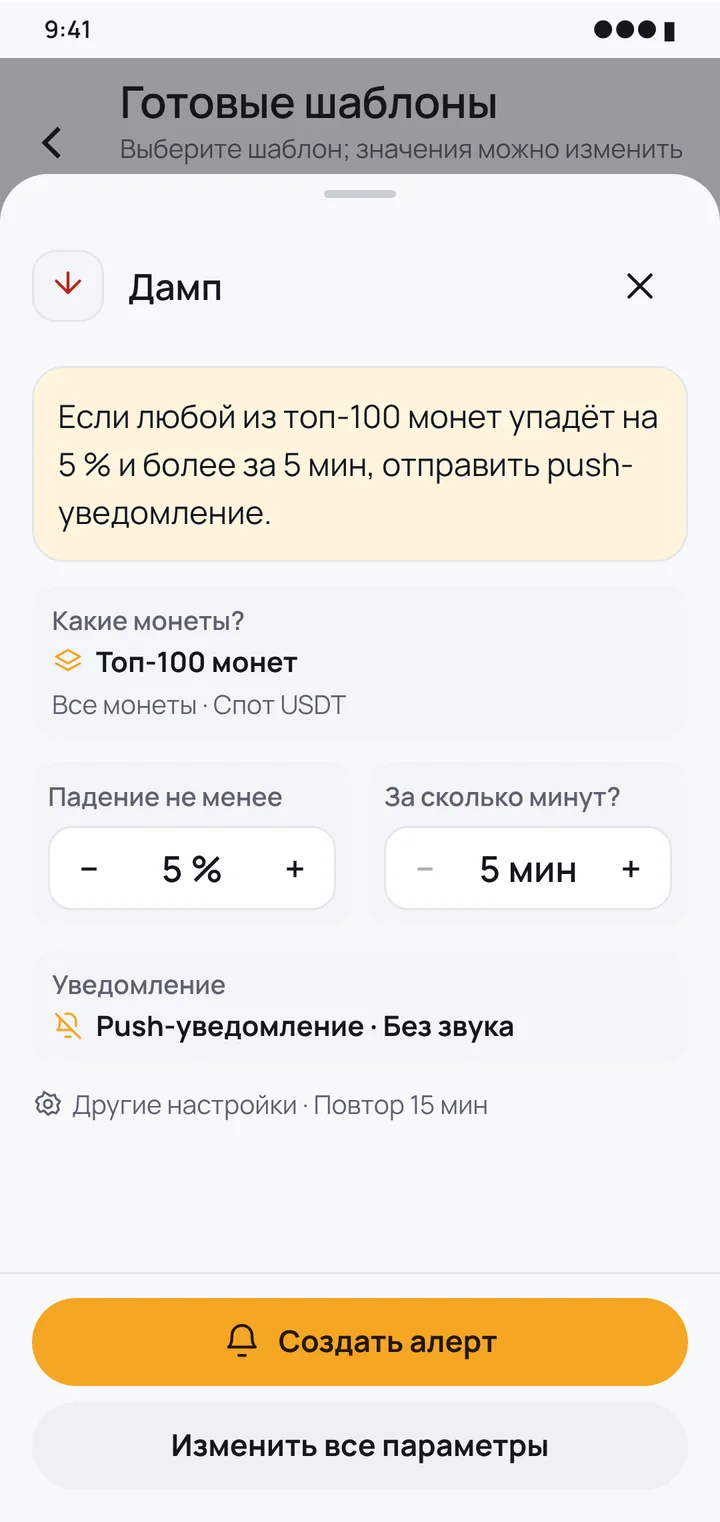 9:41
Готовые шаблоны
Выберите шаблон; значения можно изменить
Дамп
Если любой из топ-100 монет упадёт на
5 % и более за 5 мин, отправить push-
уведомление.
Какие монеты?
Топ-100 монет
Все монеты · Спот USDT
Падение не менее
За сколько минут?
− 5 % +
− 5 мин +
Уведомление
Push-уведомление · Без звука
Другие настройки · Повтор 15 мин
Создать алерт
Изменить все параметры